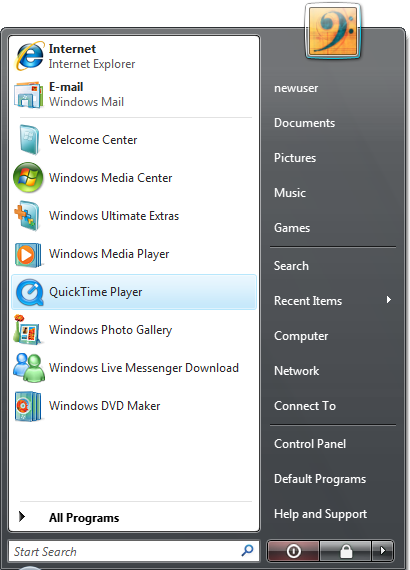 Internet
Internet Explorer
E-mail
Windows Mail
Welcome Center
Windows Media Center
Windows Ultimate Extras
Windows Media Player
QuickTime Player
Windows Photo Gallery
Windows Live Messenger Download
Windows DVD Maker
All Programs
Start Search
newuser
Documents
Pictures
Music
Games
Search
Recent Items
Computer
Network
Connect To
Control Panel
Default Programs
Help and Support